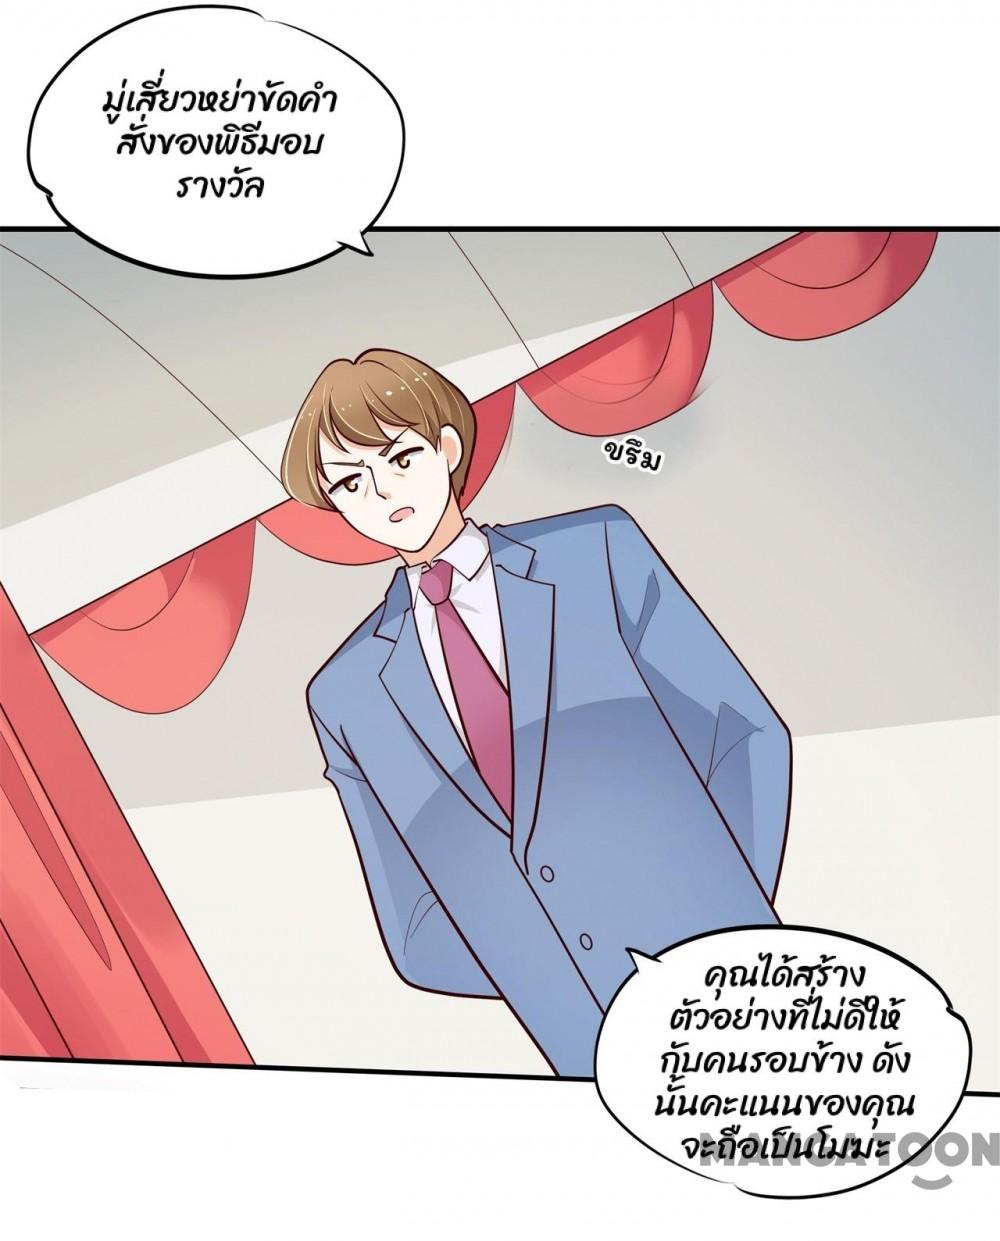 มู่เสี่ยวหย่าขัดคำ
สั่งของพิธีมอบ
รางวัล
ขรึม
คุณได้สร้าง
ตัวอย่างที่ไม่ดีให้
กับคนรอบข้าง ดัง
นั้นคะแนนของคุณ
จะถือเป็นโมฆะ
MANGATOON